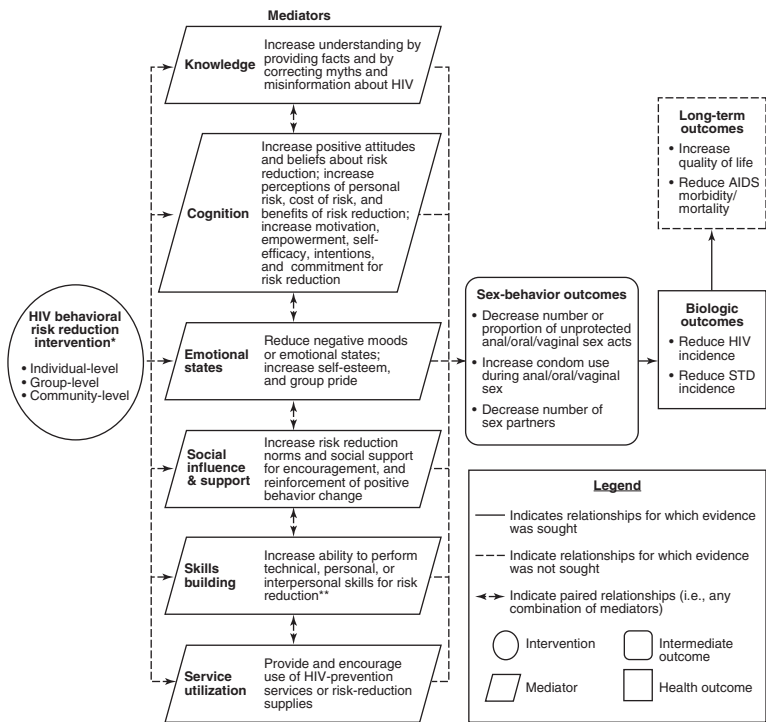 Mediators
Knowledge
Increase understanding by
providing facts and by
correcting myths and
misinformation about HIV
Cognition
Increase positive attitudes
and beliefs about risk
reduction; increase
perceptions of personal
risk, cost of risk, and
benefits of risk reduction;
increase motivation,
empowerment, self-
efficacy, intentions,
and commitment for
risk reduction
HIV behavioral
risk reduction
intervention*
• Individual-level
• Group-level
• Community-level
Emotional
states
Reduce negative moods
or emotional states;
increase self-esteem,
and group pride
Social
influence
& support
Increase risk reduction
norms and social support
for encouragement, and
reinforcement of positive
behavior change
Skills
building
Increase ability to perform
technical, personal, or
interpersonal skills for risk
reduction**
Service
utilization
Provide and encourage
use of HIV-prevention
services or risk-reduction
supplies
Sex-behavior outcomes
• Decrease number or
proportion of unprotected
anal/oral/vaginal sex acts
• Increase condom use
during anal/oral/vaginal
sex
• Decrease number of
sex partners
Long-term
outcomes
• Increase
quality of life
• Reduce AIDS
morbidity/
mortality
Biologic
outcomes
• Reduce HIV
incidence
• Reduce STD
incidence
Legend
Indicates relationships for which evidence
was sought
Indicate relationships for which evidence
was not sought
Indicate paired relationships (i.e., any
combination of mediators)
Intervention
Intermediate
outcome
Mediator
Health outcome